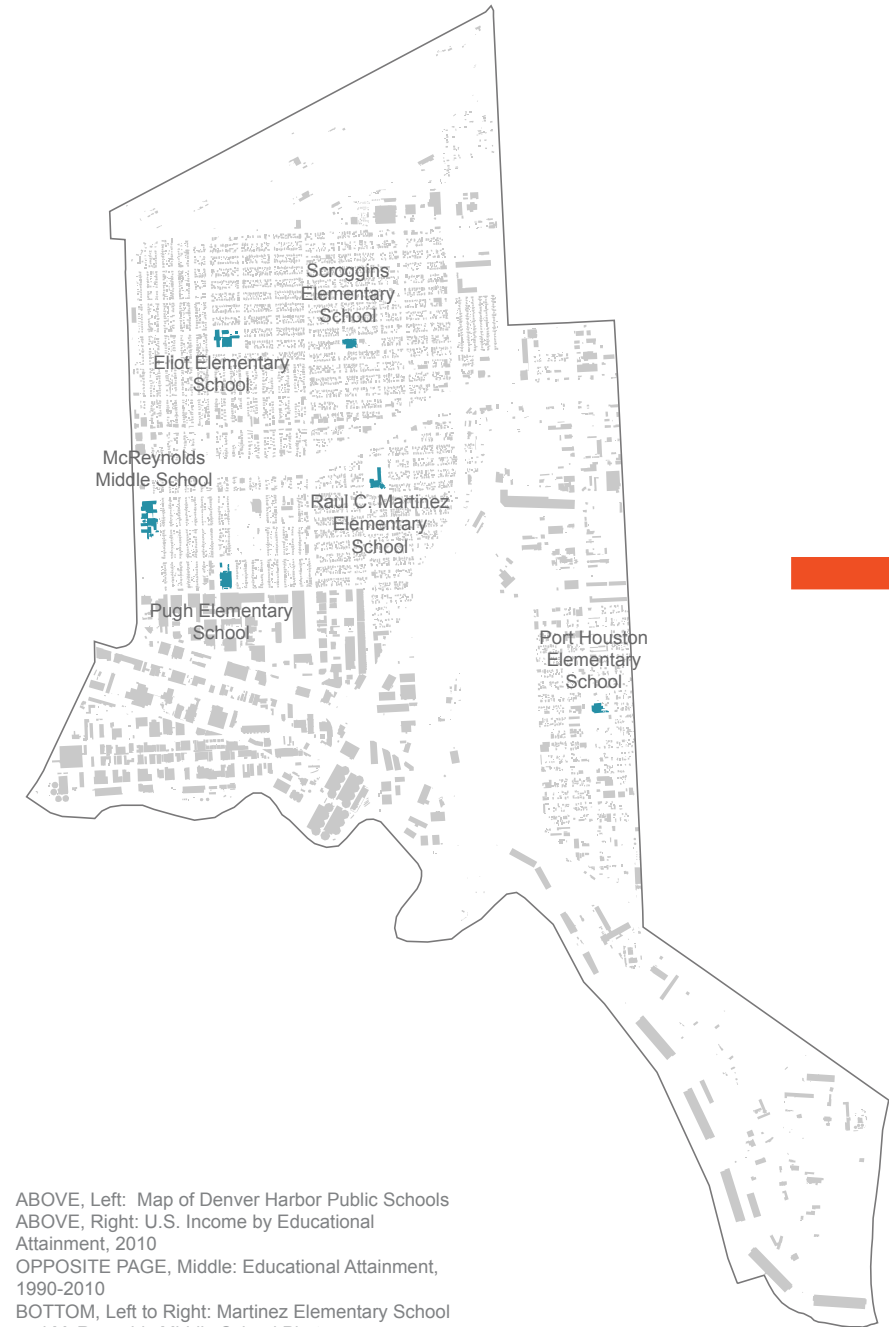 Scroggins
Elementary
School
Eliot Elementary
School
McReynolds
Middle School
Raul C. Martinez
Elementary
School
Pugh Elementary
School
Port Houston
Elementary
School
ABOVE, Left: Map of Denver Harbor Public Schools
ABOVE, Right: U.S. Income by Educational
Attainment, 2010
OPPOSITE PAGE, Middle: Educational Attainment,
1990-2010
BOTTOM, Left to Right: Martinez Elementary School